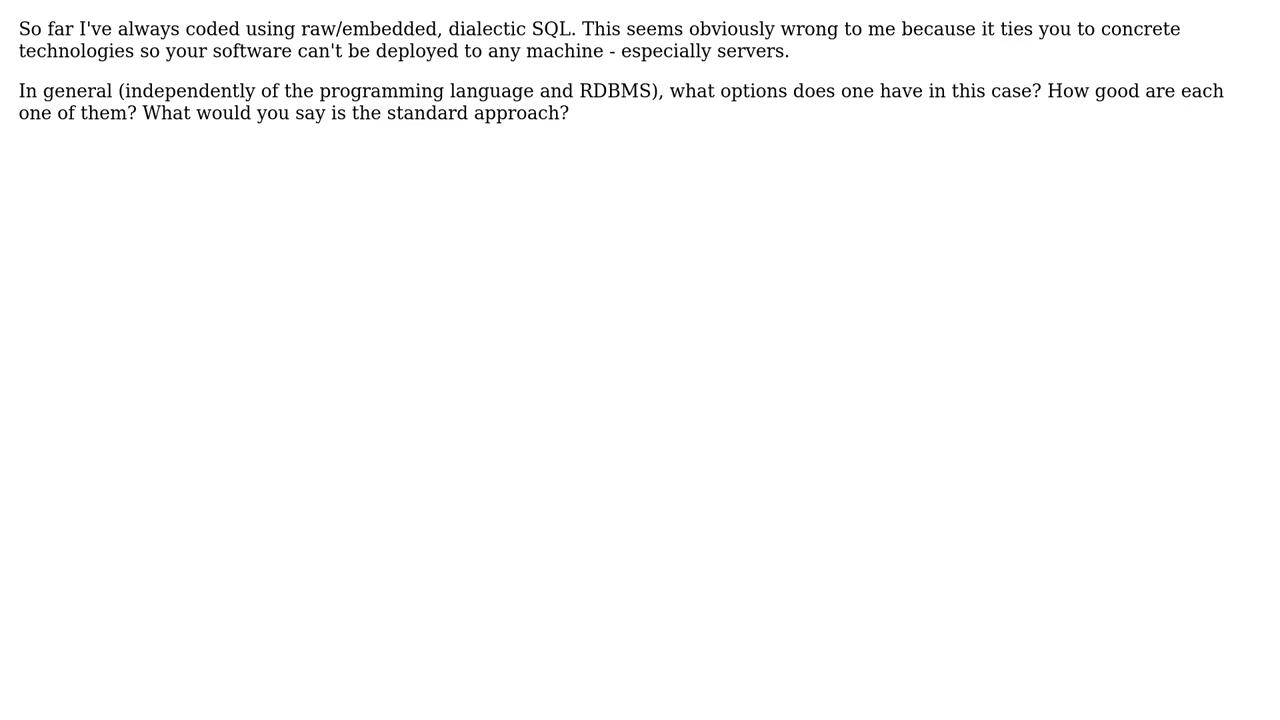 So far I've always coded using raw/embedded, dialectic SQL. This seems obviously wrong to me because it ties you to concrete
technologies so your software can't be deployed to any machine - especially servers.
In general (independently of the programming language and RDBMS), what options does one have in this case? How good are each
one of them? What would you say is the standard approach?